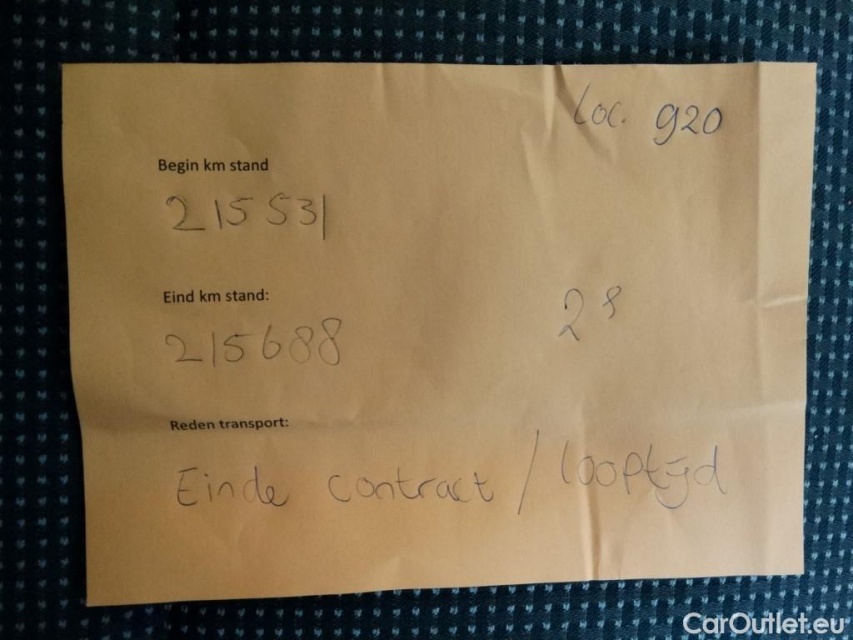 Loc. 920
Begin km stand
215531
Eind km stand:
215688
28
Reden transport:
Einde contract / looptijd
CarOutlet.eu